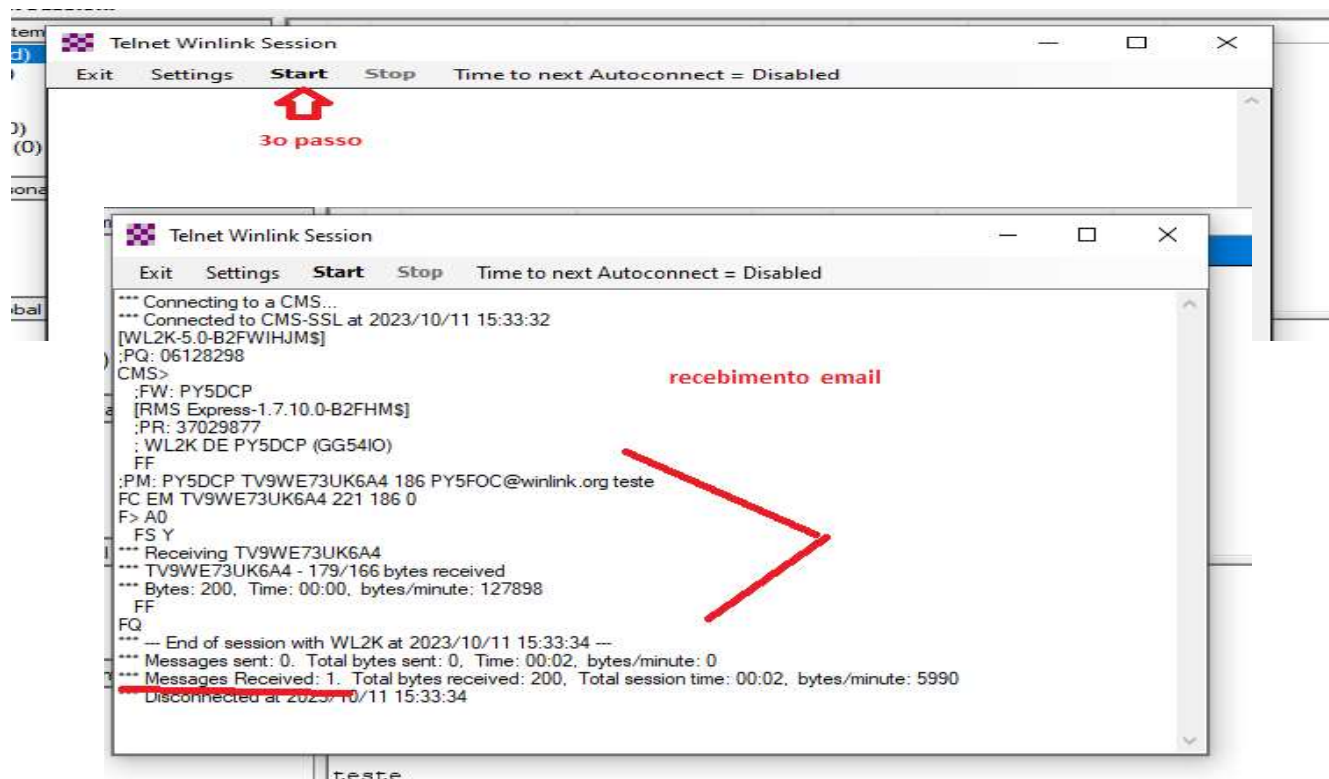 tem
Telnet Winlink Session
d)
Exit Settings Start Stop Time to next Autoconnect = Disabled
(0)
3o passo
sona
Telnet Winlink Session
Exit Settings Start Stop Time to next Autoconnect = Disabled
obal
*** Connecting to a CMS...
*** Connected to CMS-SSL at 2023/10/11 15:33:32
[WL2K-5.0-B2FWIHJM$]
;PQ: 06128298
CMS>
;FW: PY5DCP
[RMS Express-1.7.10.0-B2FHM$]
;PR: 37029877
; WL2K DE PY5DCP (GG54IO)
FF
recebimento email
;PM: PY5DCP TV9WE73UK6A4 186 PY5FOC@winlink.org teste
FC EM TV9WE73UK6A4 221 186 0
F> A0
FS Y
*** Receiving TV9WE73UK6A4
*** TV9WE73UK6A4 - 179/166 bytes received
*** Bytes: 200, Time: 00:00, bytes/minute: 127898
FF
FQ
*** --- End of session with WL2K at 2023/10/11 15:33:34 ---
*** Messages sent: 0. Total bytes sent: 0, Time: 00:02, bytes/minute: 0
*** Messages Received: 1. Total bytes received: 200, Total session time: 00:02, bytes/minute: 5990
*** Disconnected at 2023/10/11 15:33:34
teste